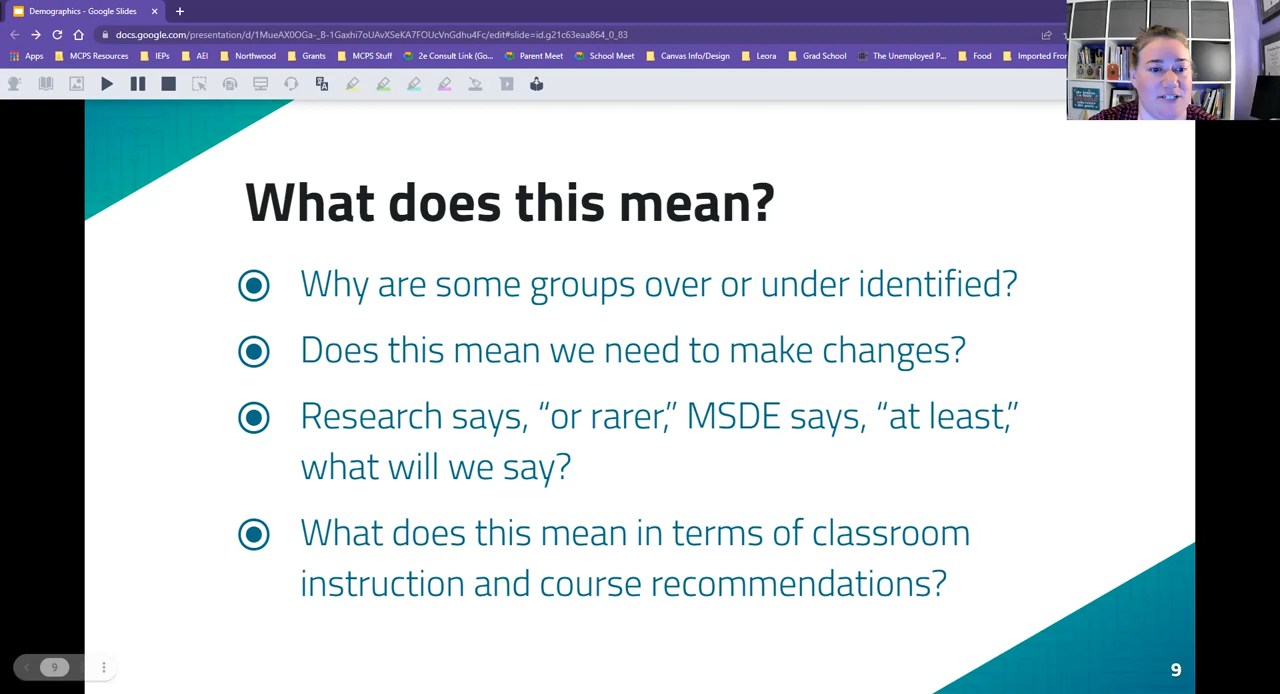 Demographics - Google Slides
docs.google.com/presentation/d/1MueAX0OGa-_B-1Gaxhi7oUAvXSeKA7FOUcVnGdhu4Fc/edit#slide=id.g21c63eaa864_0_83
Apps MCPS Resources IEPs AEI Northwood Grants MCPS Stuff 2e Consult Link (Go... Parent Meet School Meet Canvas Info/Design Leora Grad School The Unemployed P... Food Imported Fro
What does this mean?
Why are some groups over or under identified?
Does this mean we need to make changes?
Research says, “or rarer,” MSDE says, “at least,”
what will we say?
What does this mean in terms of classroom
instruction and course recommendations?
9
9